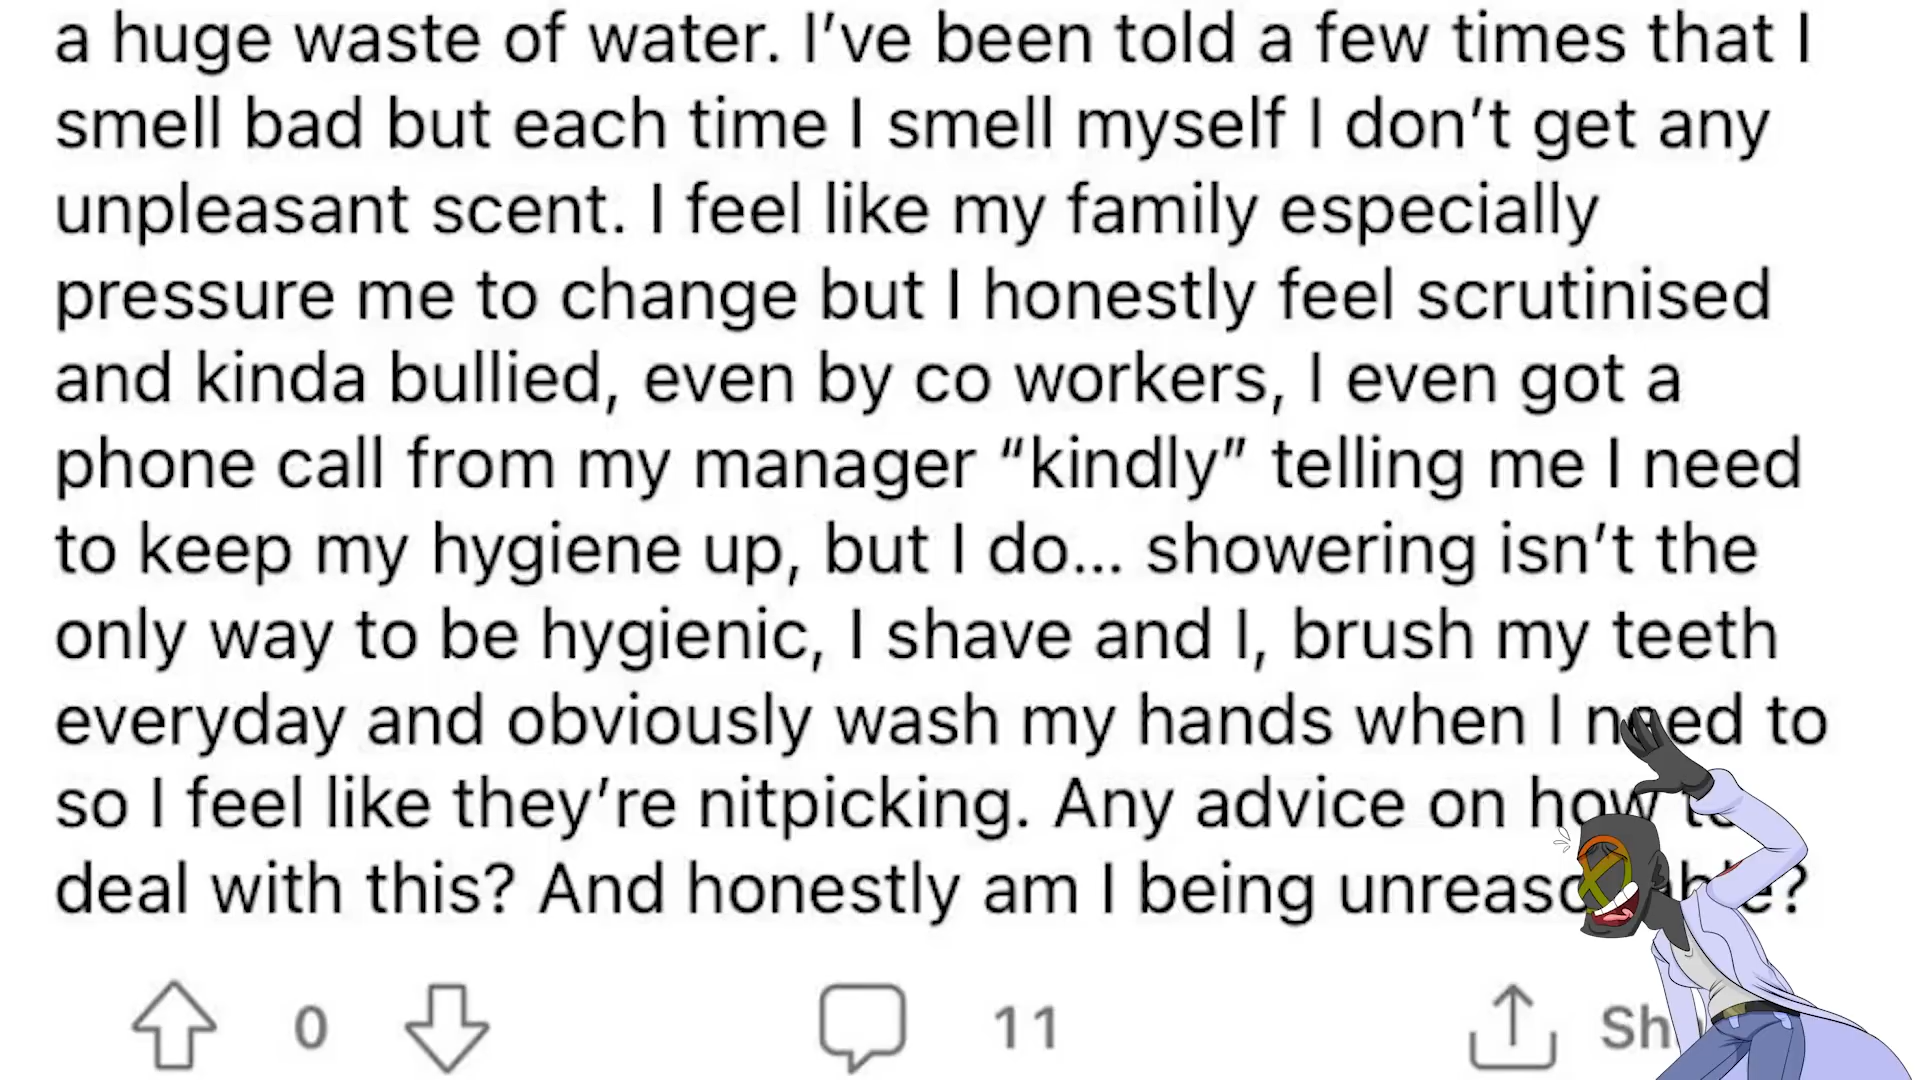 a huge waste of water. I’ve been told a few times that I
smell bad but each time I smell myself I don’t get any
unpleasant scent. I feel like my family especially
pressure me to change but I honestly feel scrutinised
and kinda bullied, even by co workers, I even got a
phone call from my manager “kindly” telling me I need
to keep my hygiene up, but I do... showering isn’t the
only way to be hygienic, I shave and I, brush my teeth
everyday and obviously wash my hands when I need to
so I feel like they’re nitpicking. Any advice on how to
deal with this? And honestly am I being unreasonable?
0 11